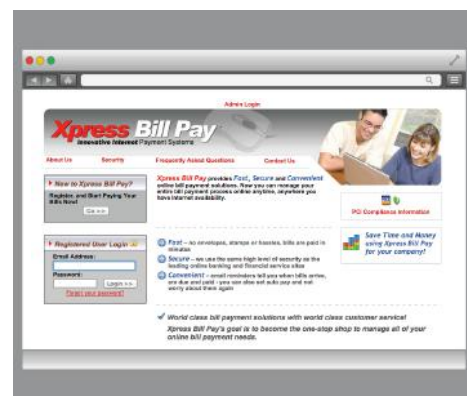 Admin Login
Xpress Bill Pay
Innovative Internet Payment Systems
About Us Security Frequently Asked Questions Contact Us
New to Xpress Bill Pay?
Register, and Start Paying Your
Bills Now!
Go >>
Xpress Bill Pay provides Fast, Secure and Convenient
online bill payment solutions. Now you can manage your
entire bill payment process online anytime, anywhere you
have internet availability.
PCI Compliance Information
Registered User Login
Email Address:
Password:
Login >>
Forgot your password?
Fast – no envelopes, stamps or hassles, bills are paid in
minutes
Secure – we use the same high level of security as the
leading online banking and financial service sites
Convenient – email reminders tell you when bills arrive,
are due and paid - you can also set auto pay and not
worry about them again
Save Time and Money
using Xpress Bill Pay
for your company!
World class bill payment solutions with world class customer service!
Xpress Bill Pay's goal is to become the one-stop shop to manage all of your
online bill payment needs.